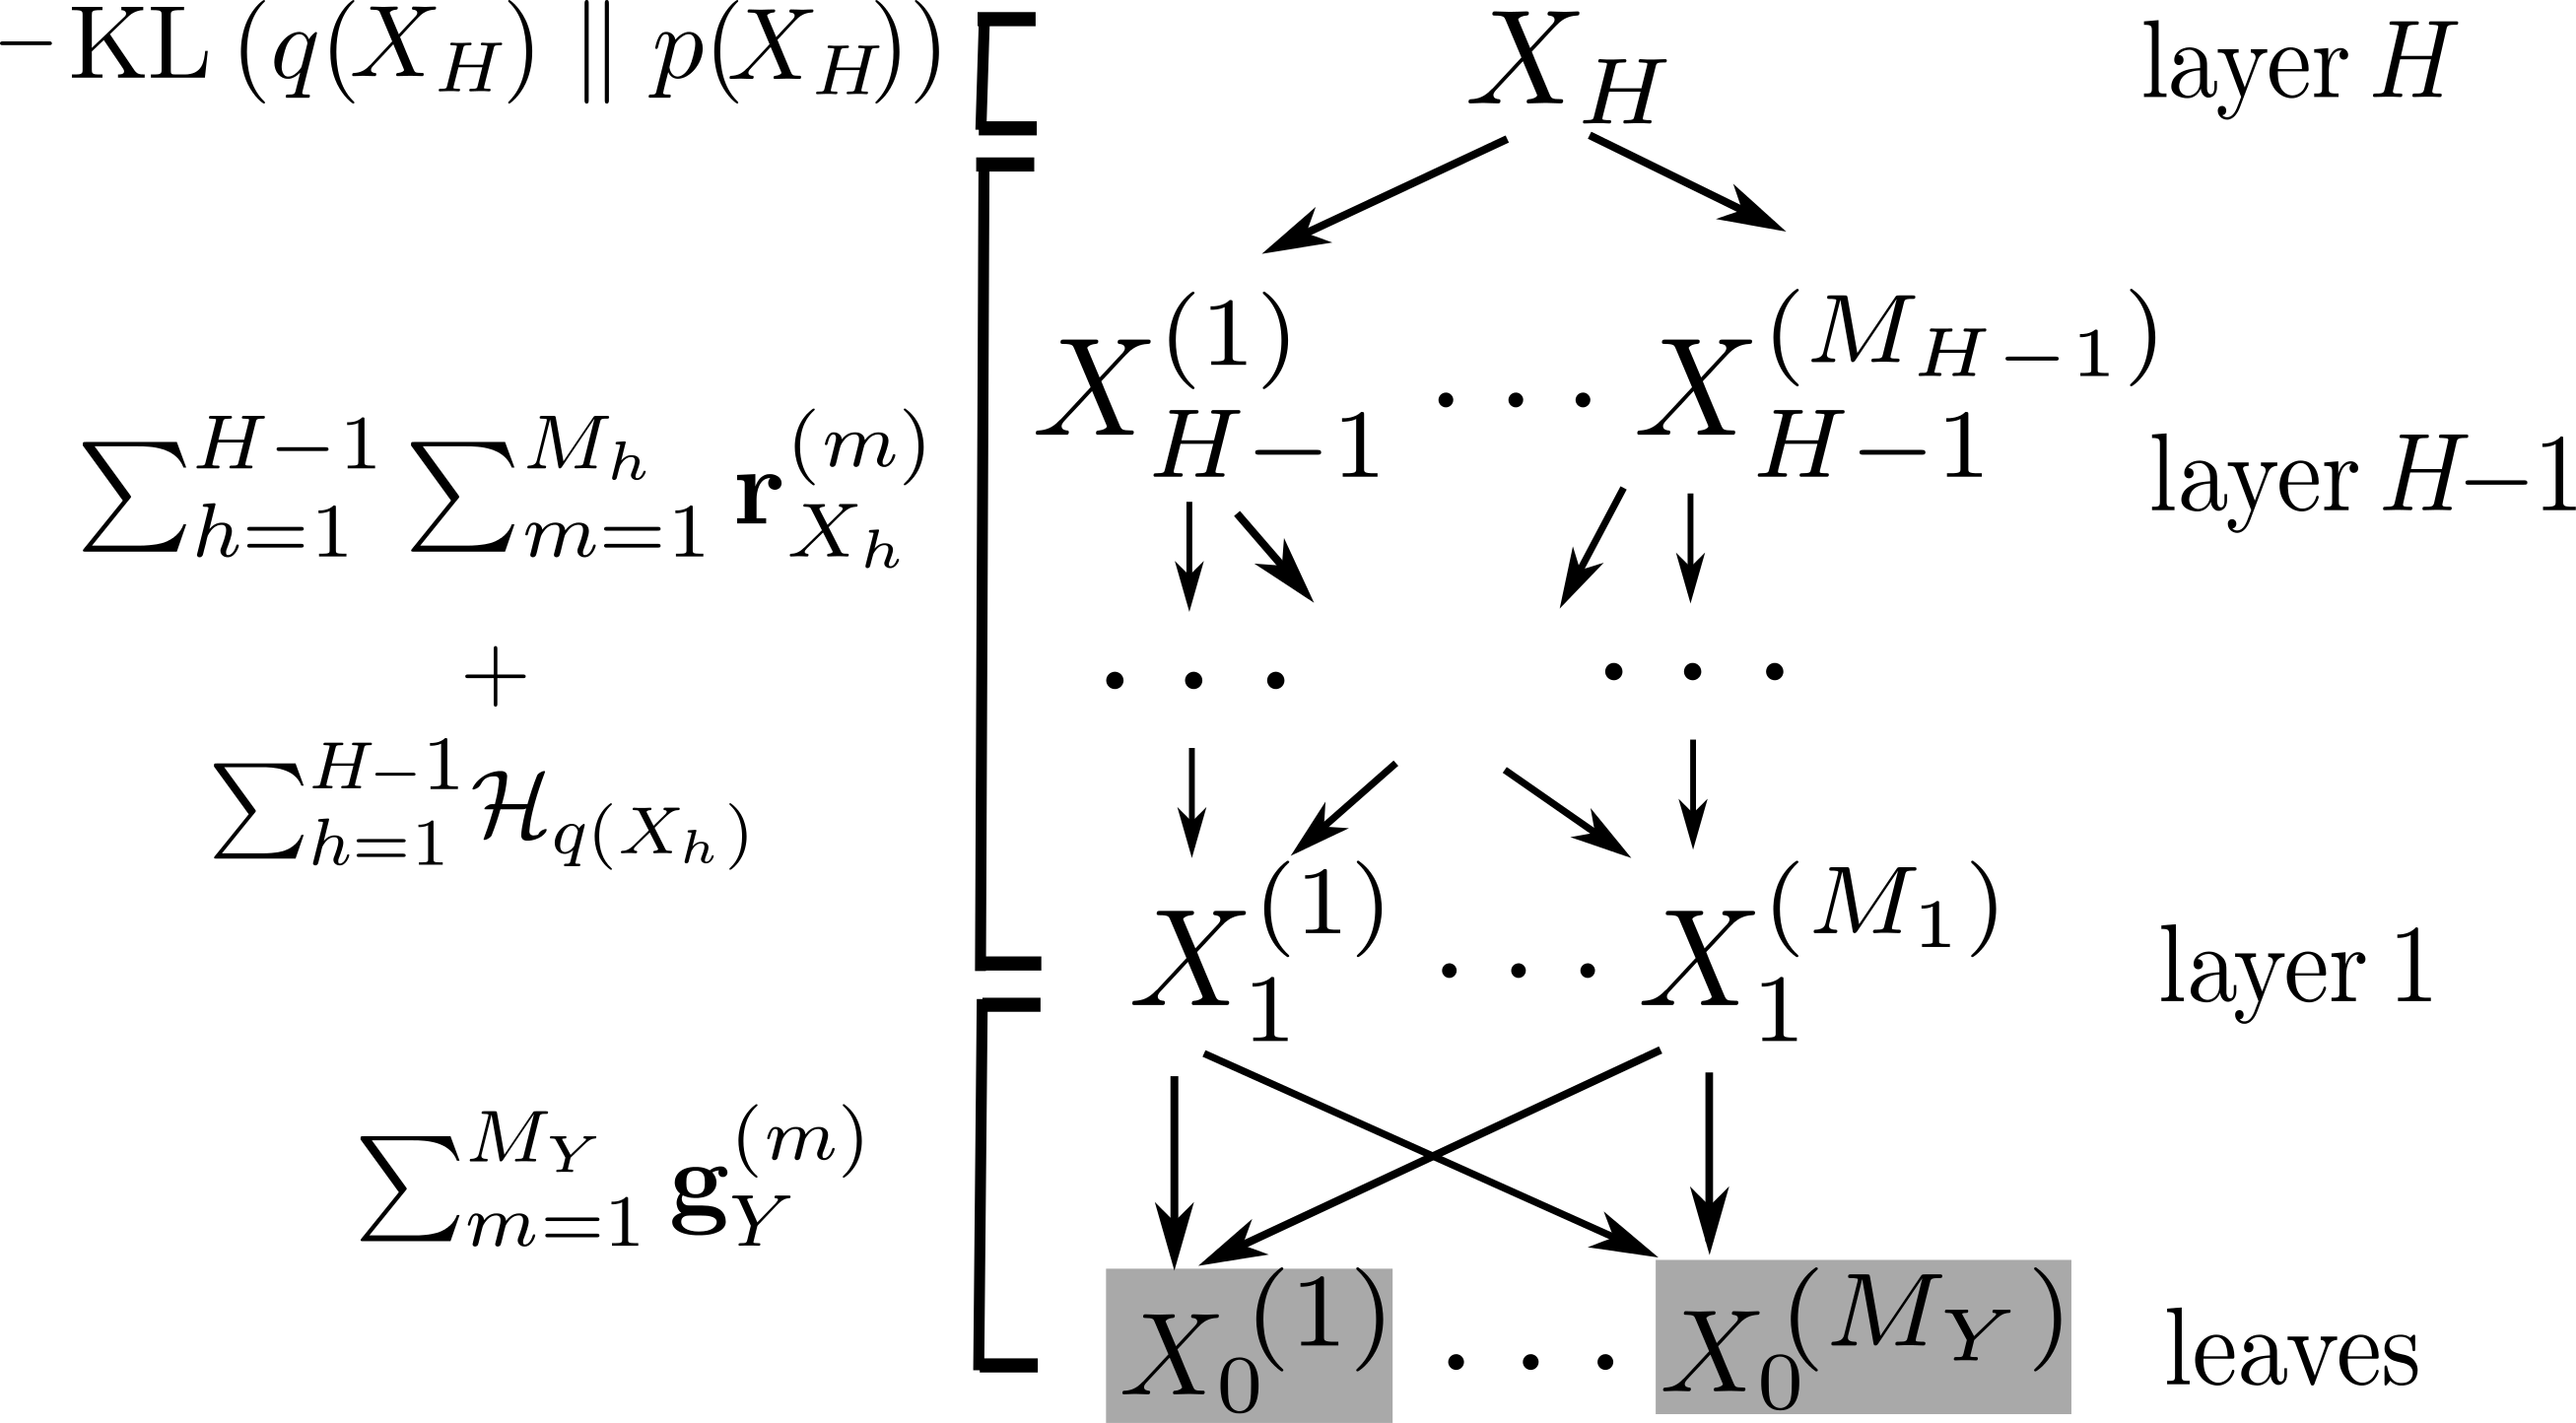 −KL (q(X_H) ∥ p(X_H)) X_H layer H
X_{H−1}^{(1)} · · · X_{H−1}^{(M_{H−1})} layer H−1
∑_{h=1}^{H−1} ∑_{m=1}^{M_h} r_{X_h}^{(m)}
+ · · · · · ·
∑_{h=1}^{H−1} ℋ_{q(X_h)}
X_1^{(1)} · · · X_1^{(M_1)} layer 1
∑_{m=1}^{M_Y} g_Y^{(m)}
X_0^{(1)} · · · X_0^{(M_Y)} leaves